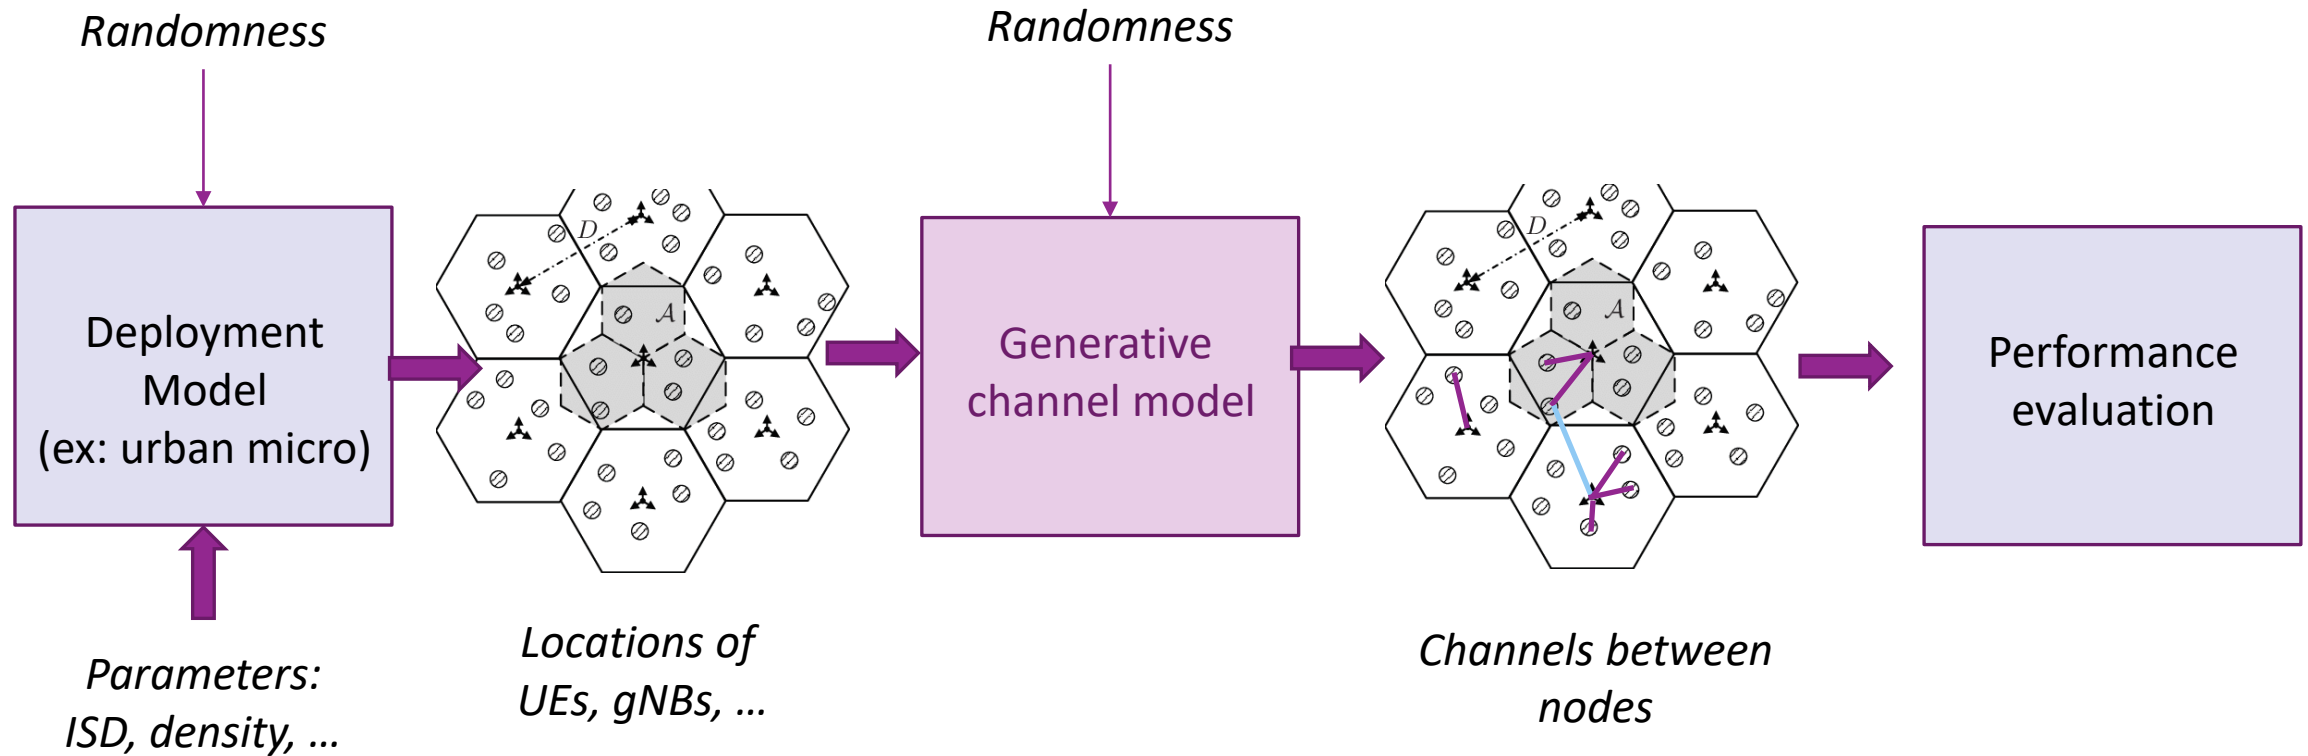 Randomness
Randomness
Deployment
Model
(ex: urban micro)
Parameters:
ISD, density, ...
D
A
Locations of
UEs, gNBs, ...
Generative
channel model
D
A
Channels between
nodes
Performance
evaluation